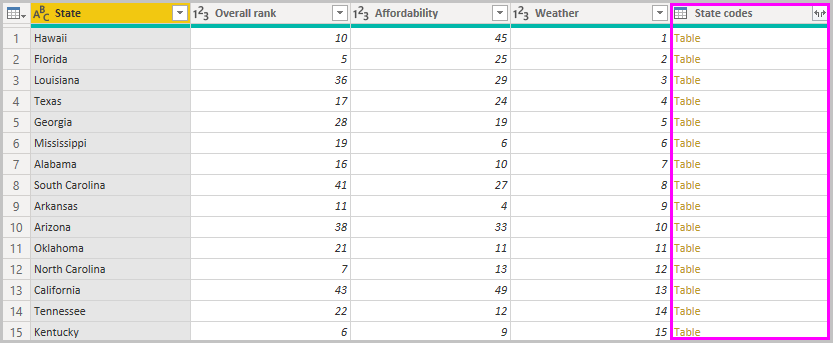 ABC State 123 Overall rank 123 Affordability 123 Weather State codes
1 Hawaii 10 45 1 Table
2 Florida 5 25 2 Table
3 Louisiana 36 29 3 Table
4 Texas 17 24 4 Table
5 Georgia 28 19 5 Table
6 Mississippi 19 6 6 Table
7 Alabama 16 10 7 Table
8 South Carolina 41 27 8 Table
9 Arkansas 11 4 9 Table
10 Arizona 38 33 10 Table
11 Oklahoma 21 11 11 Table
12 North Carolina 7 13 12 Table
13 California 43 49 13 Table
14 Tennessee 22 12 14 Table
15 Kentucky 6 9 15 Table